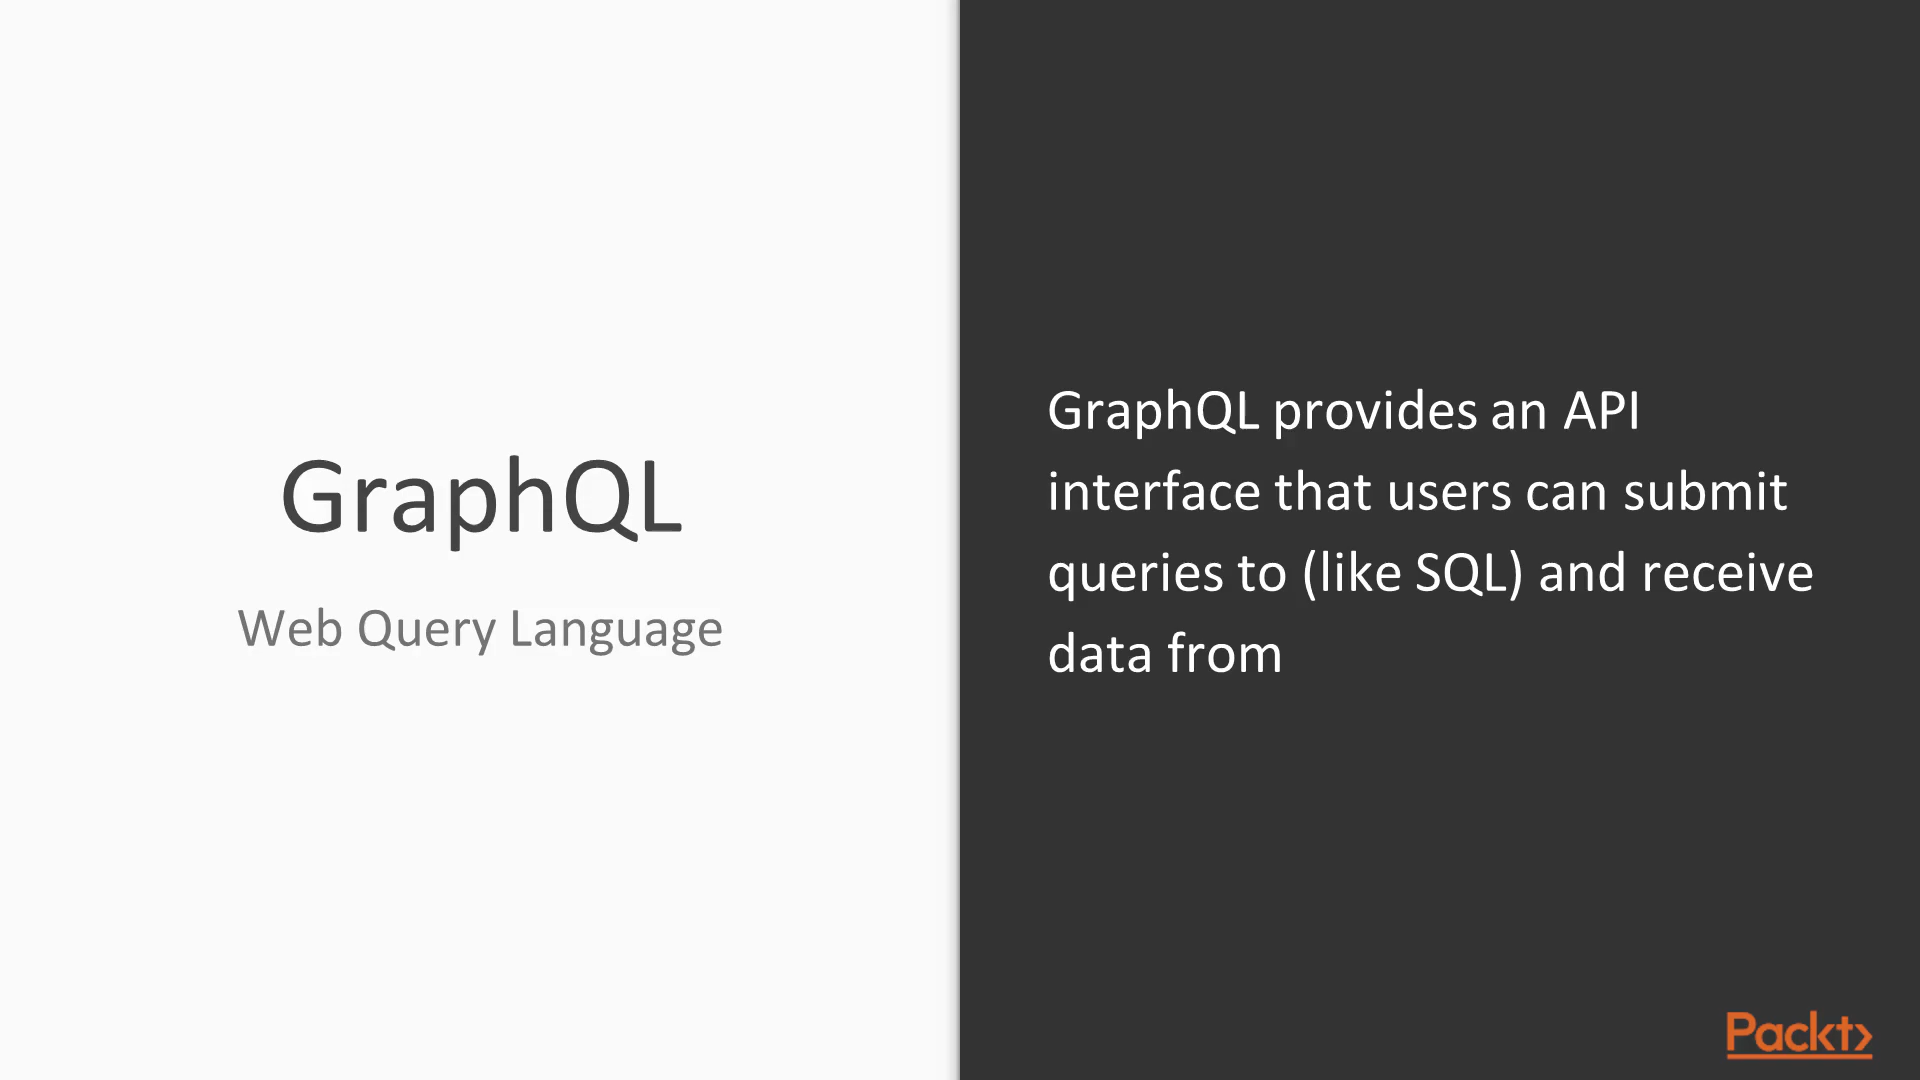 GraphQL
Web Query Language
GraphQL provides an API
interface that users can submit
queries to (like SQL) and receive
data from
Packt>